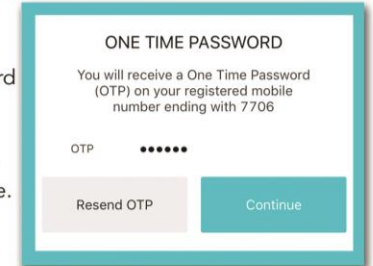 ONE TIME PASSWORD
You will receive a One Time Password
(OTP) on your registered mobile
number ending with 7706
OTP ••••••
Resend OTP Continue